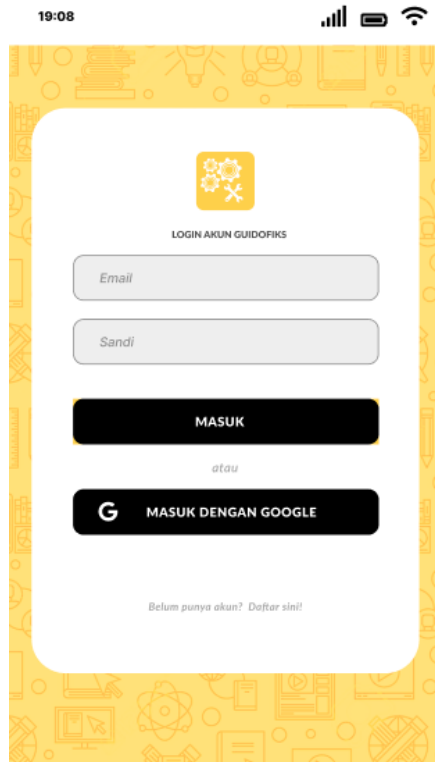 19:08
LOGIN AKUN GUIDOFIKS
Email
Sandi
MASUK
atau
G MASUK DENGAN GOOGLE
Belum punya akun? Daftar sini!